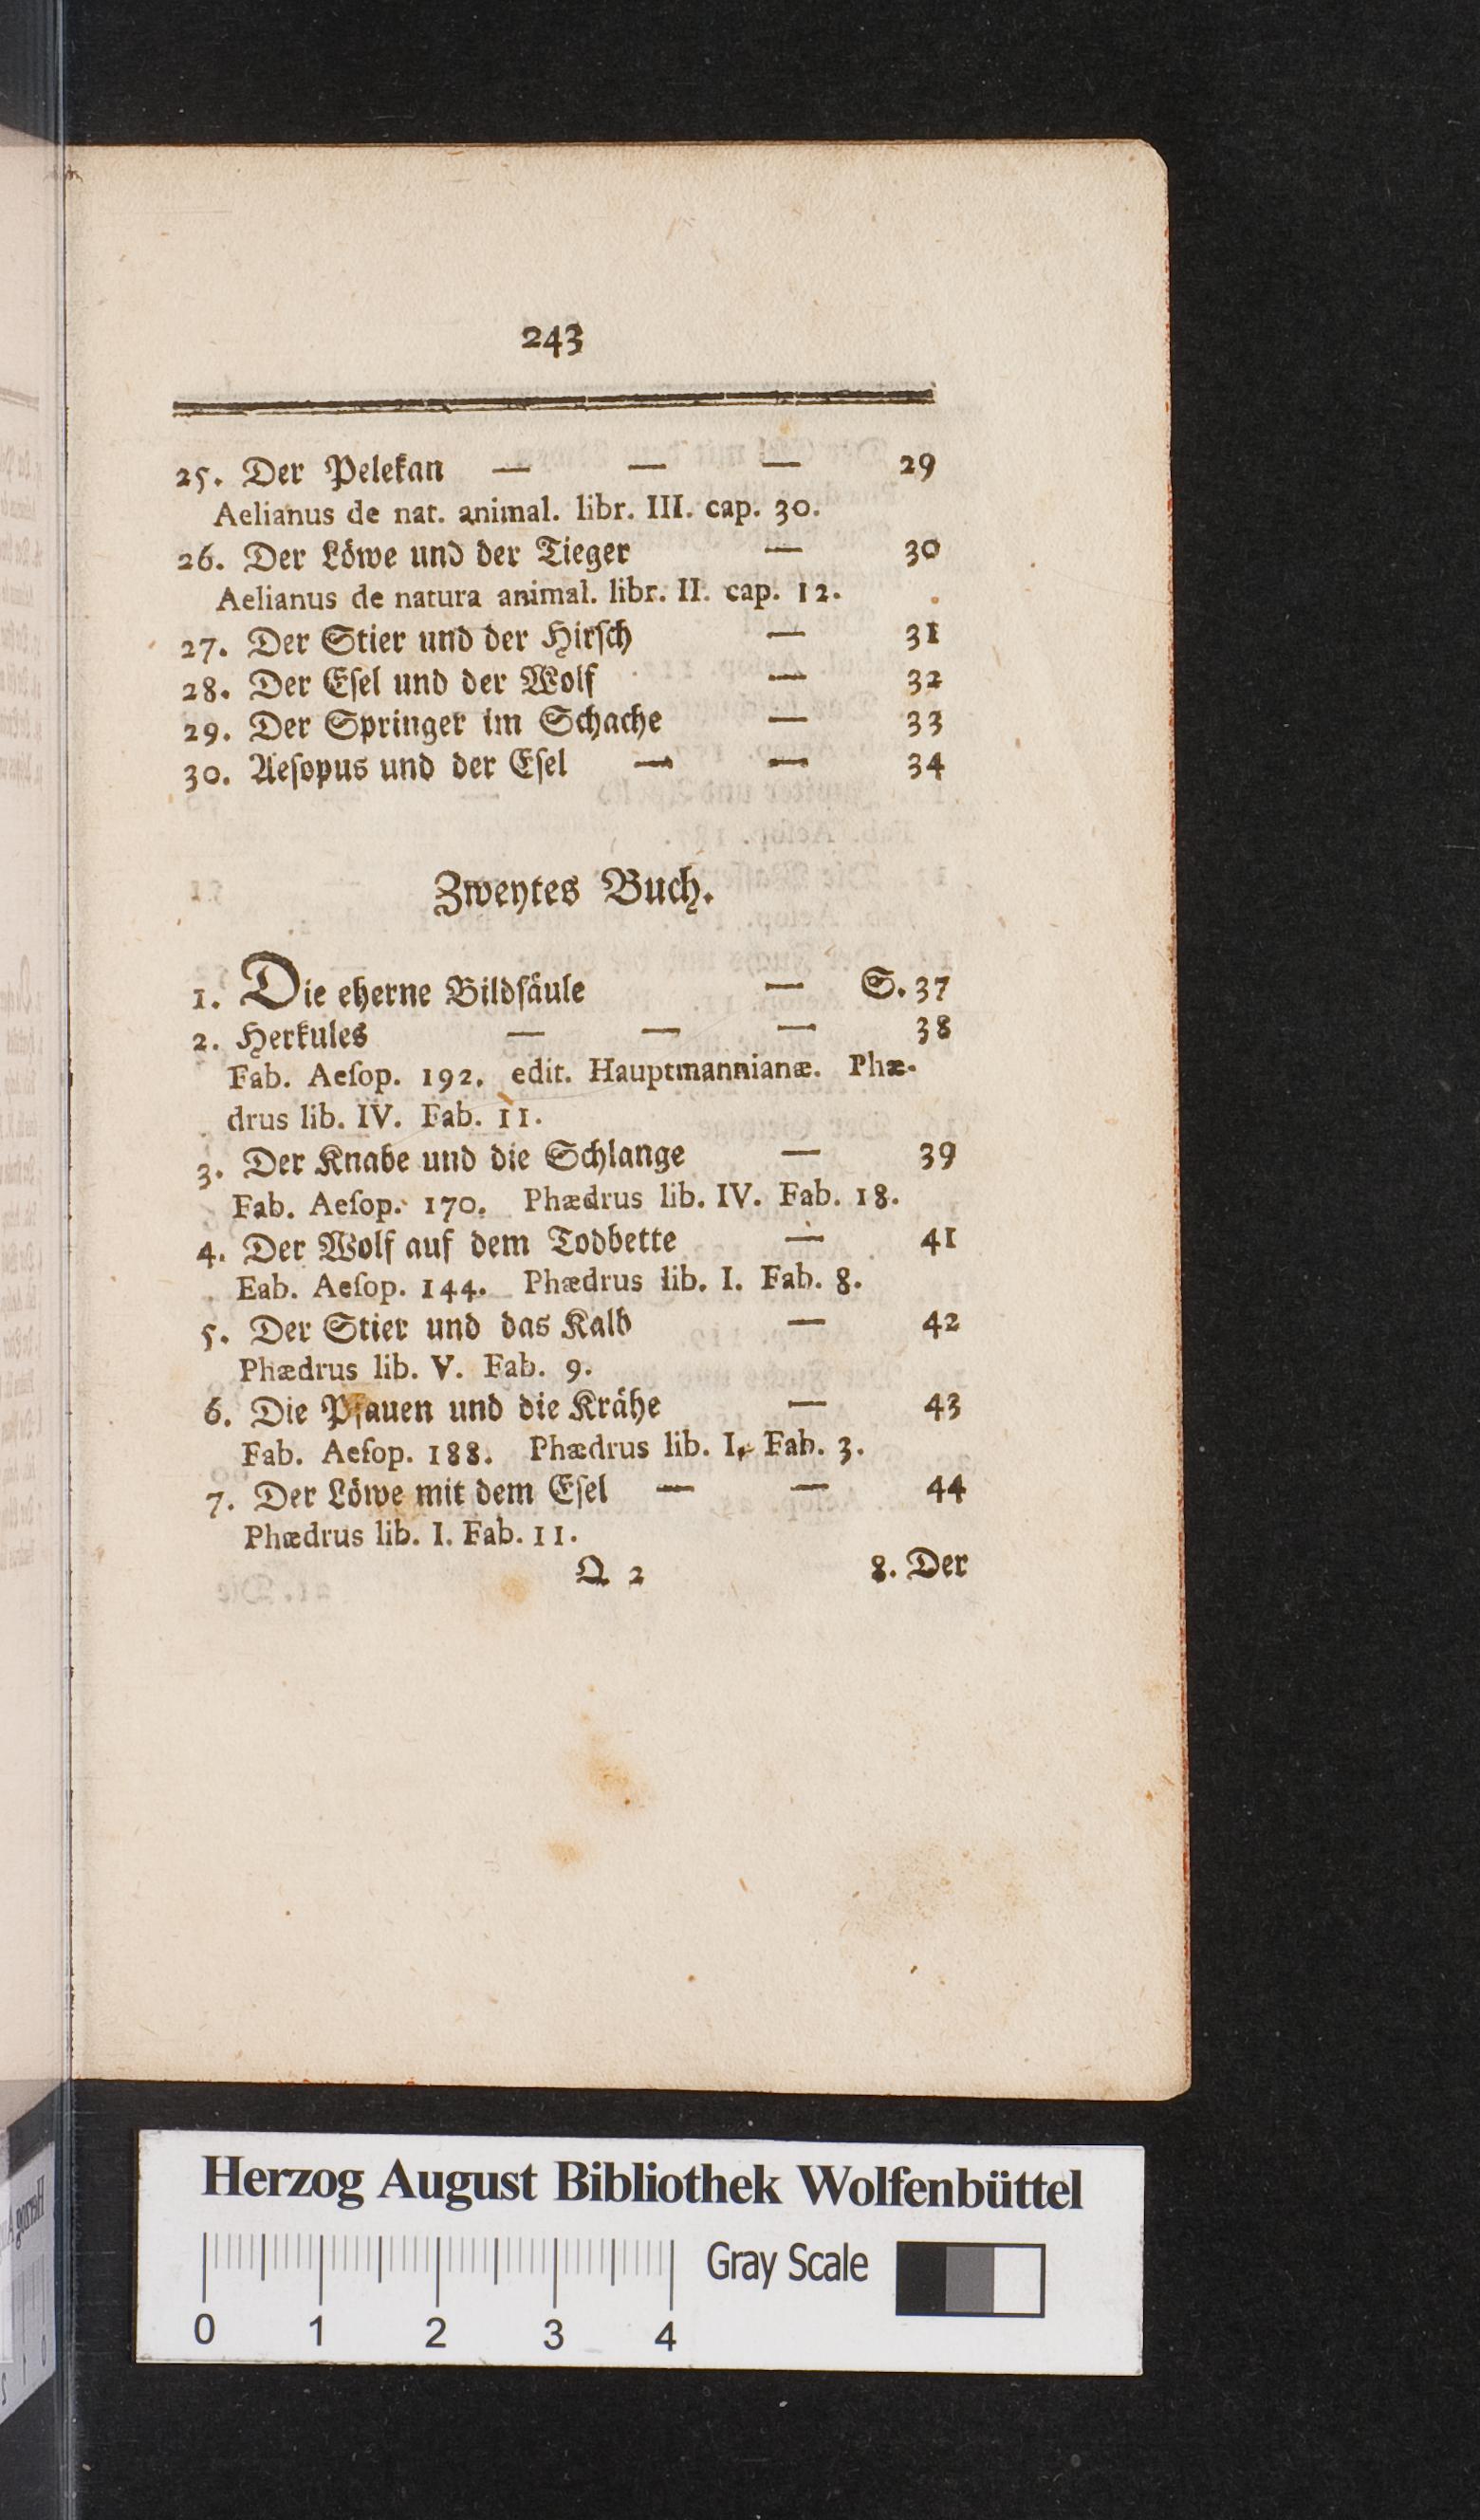 243
25. Der Pelekan — — — 29
Aelianus de nat. animal. libr. III. cap. 30.
26. Der Löwe und der Tieger — 30
Aelianus de natura animal. libr. II. cap. 12.
27. Der Stier und der Hirſch — 31
28. Der Eſel und der Wolf — 32
29. Der Springer im Schache — 33
30. Aeſopus und der Eſel — — 34
Zweytes Buch.
1. Die eherne Bildſäule — S. 37
2. Herkules — — — 38
Fab. Aeſop. 192. edit. Hauptmannianæ. Phæ-
drus lib. IV. Fab. 11.
3. Der Knabe und die Schlange — 39
Fab. Aeſop. 170. Phædrus lib. IV. Fab. 18.
4. Der Wolf auf dem Todbette — 41
Eab. Aeſop. 144. Phædrus lib. I. Fab. 8.
5. Der Stier und das Kalb — 42
Phædrus lib. V. Fab. 9.
6. Die Pfauen und die Krähe — 43
Fab. Aeſop. 188. Phædrus lib. I. Fab. 3.
7. Der Löwe mit dem Eſel — — 44
Phædrus lib. I. Fab. 11.
Q 2 8. Der
Herzog August Bibliothek Wolfenbüttel
Gray Scale
0 1 2 3 4